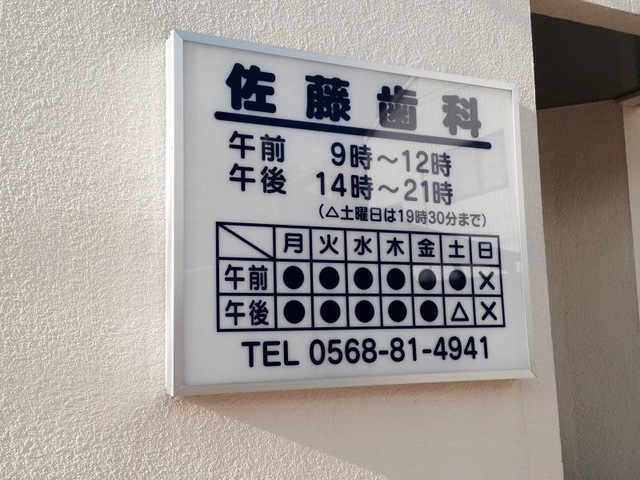 佐藤歯科
午前 9時～12時
午後 14時～21時
(△土曜日は19時30分まで)
月 火 水 木 金 土 日
午前 ● ● ● ● ● ● ×
午後 ● ● ● ● ● △ ×
TEL 0568-81-4941